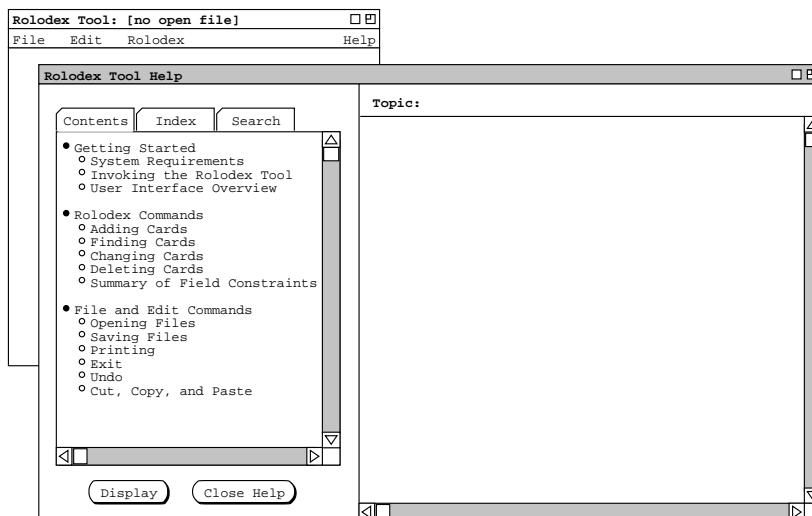 Rolodex Tool: [no open file]
File Edit Rolodex Help
Rolodex Tool Help
Contents Index Search
Getting Started
System Requirements
Invoking the Rolodex Tool
User Interface Overview
Rolodex Commands
Adding Cards
Finding Cards
Changing Cards
Deleting Cards
Summary of Field Constraints
File and Edit Commands
Opening Files
Saving Files
Printing
Exit
Undo
Cut, Copy, and Paste
Display Close Help
Topic: